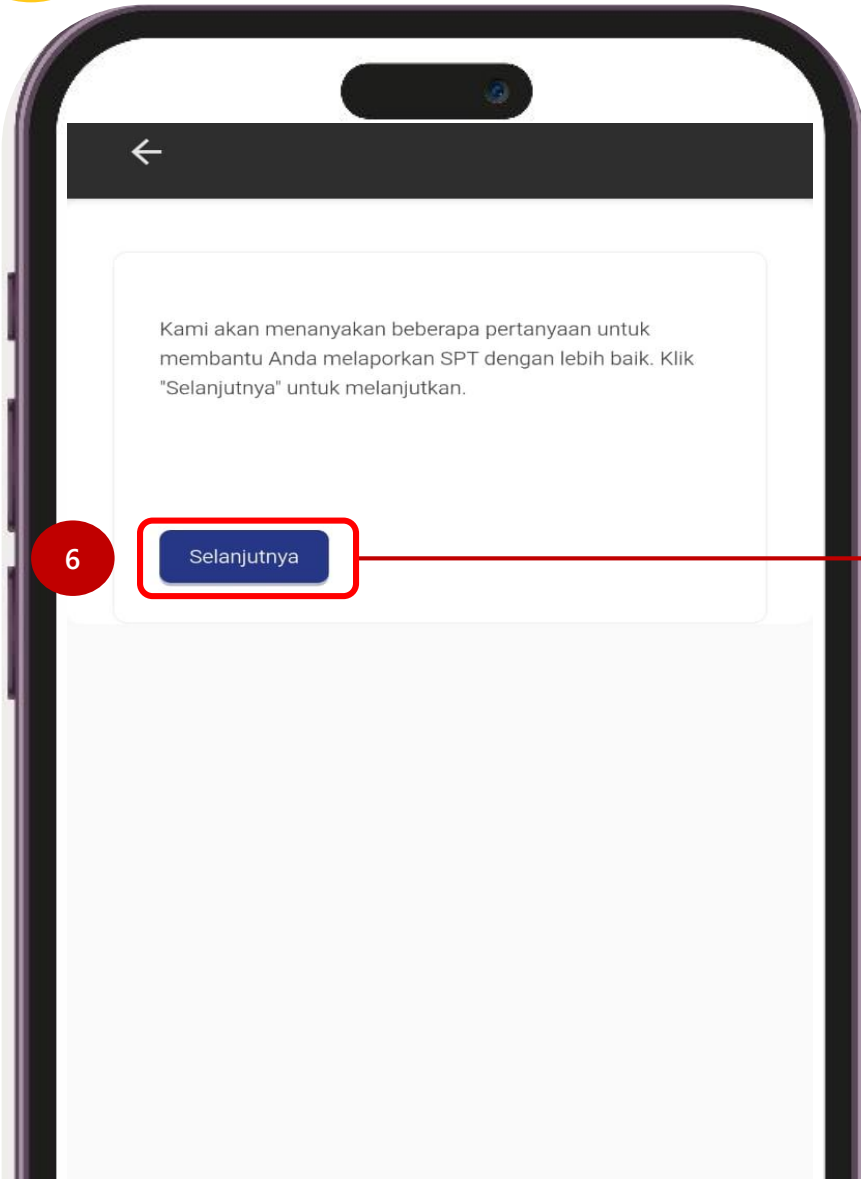 Kami akan menanyakan beberapa pertanyaan untuk
membantu Anda melaporkan SPT dengan lebih baik. Klik
"Selanjutnya" untuk melanjutkan.
6
Selanjutnya